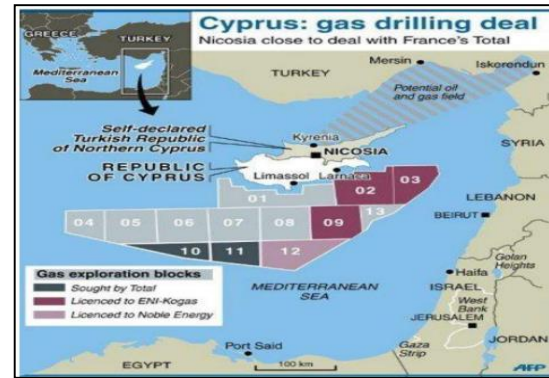 Cyprus: gas drilling deal
Nicosia close to deal with France's Total
GREECE
TURKEY
Mediterranean
Sea
TURKEY
Mersin
Iskorendun
Potential oil
and gas field
Self-declared
Turkish Republic
of Northern Cyprus
Kyrenia
NICOSIA
REPUBLIC
OF CYPRUS
Limassol
Larnaca
SYRIA
LEBANON
BEIRUT
01
02
03
04
05
06
07
08
09
13
10
11
12
Gas exploration blocks
Sought by Total
Licenced to ENI-Kogas
Licenced to Noble Energy
MEDITERRANEAN
SEA
Golan
Heights
Haifa
ISRAEL
West
Bank
JERUSALEM
Gaza
Strip
JORDAN
EGYPT
Port Said
100 km
AFP